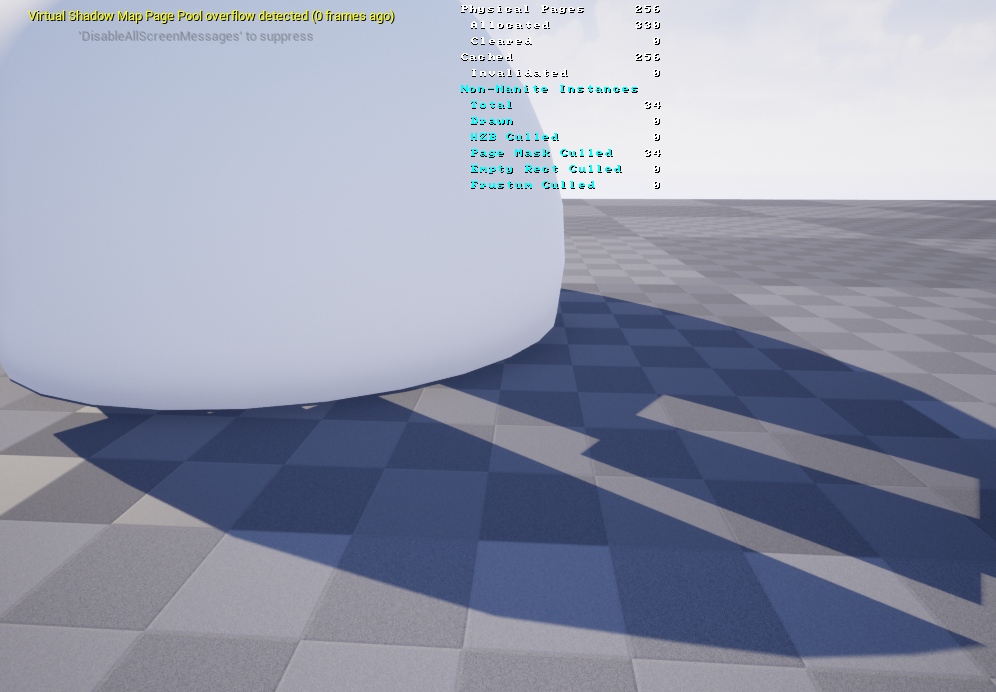 Virtual Shadow Map Page Pool overflow detected (0 frames ago)
'DisableAllScreenMessages' to suppress
Physical Pages 256
Allocated 330
Cleared 0
Cached 256
Invalidated 0
Non-Nanite Instances
Total 34
Drawn 0
HZB Culled 0
Page Mask Culled 34
Empty Rect Culled 0
Frustum Culled 0